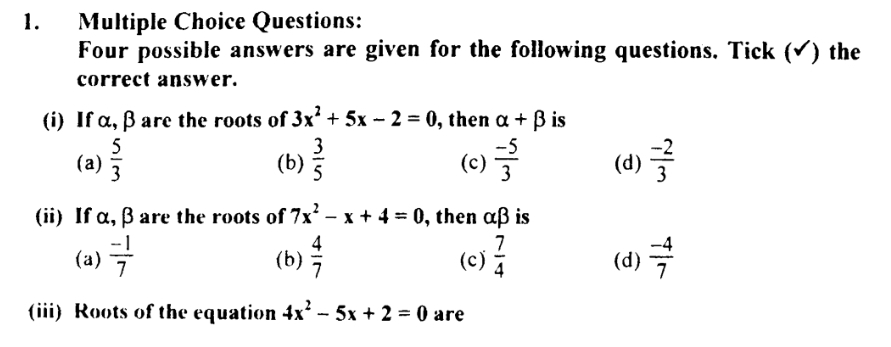 1. Multiple Choice Questions:
Four possible answers are given for the following questions. Tick (✓) the
correct answer.
(i) If α, β are the roots of 3x² + 5x – 2 = 0, then α + β is
(a) 5/3 (b) 3/5 (c) –5/3 (d) –2/3
(ii) If α, β are the roots of 7x² – x + 4 = 0, then αβ is
(a) –1/7 (b) 4/7 (c) 7/4 (d) –4/7
(iii) Roots of the equation 4x² – 5x + 2 = 0 are